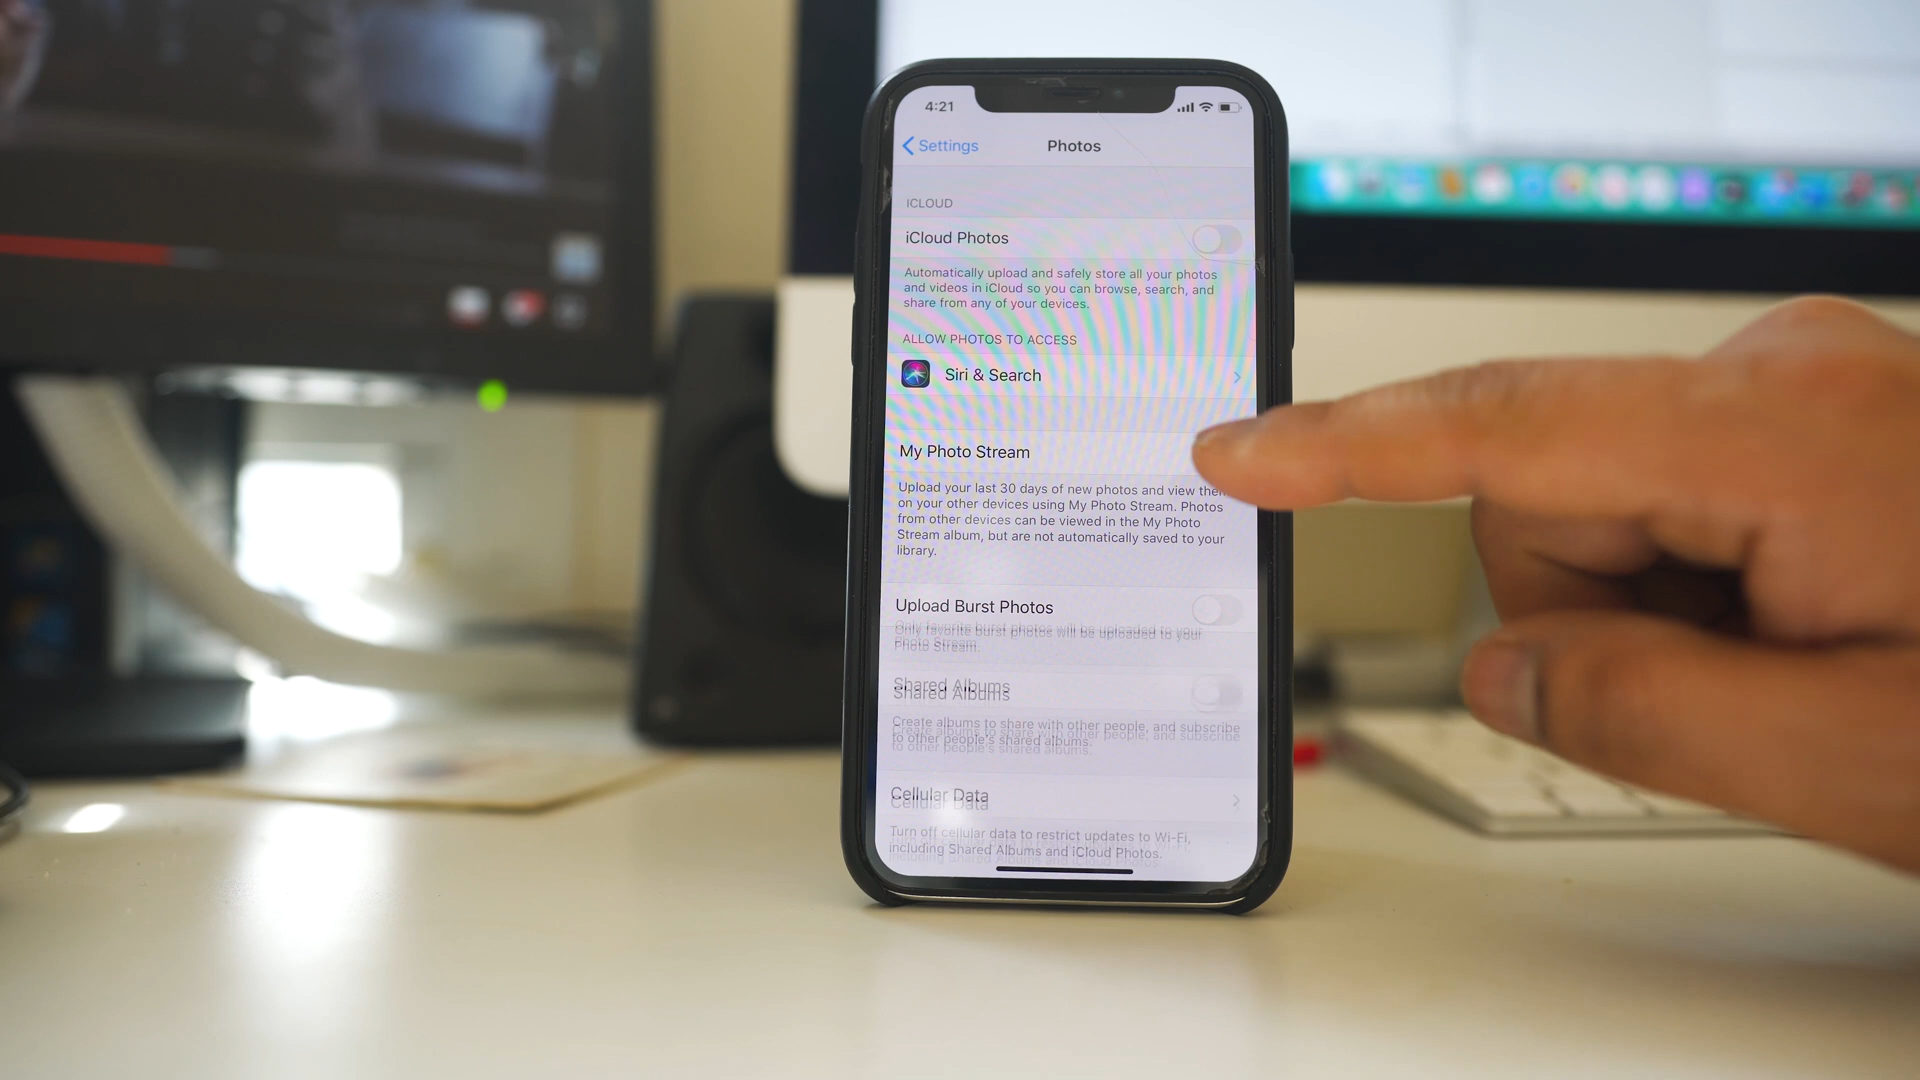 4:21
Settings
Photos
ICLOUD
iCloud Photos
Automatically upload and safely store all your photos
and videos in iCloud so you can browse, search, and
share from any of your devices.
ALLOW PHOTOS TO ACCESS
Siri & Search
My Photo Stream
Upload your last 30 days of new photos and view them
on your other devices using My Photo Stream. Photos
from other devices can be viewed in the My Photo
Stream album, but are not automatically saved to your
library.
Upload Burst Photos
Only favorite burst photos will be uploaded to your
Photo Stream.
Shared Albums
Create albums to share with other people, and subscribe
to other people's shared albums.
Cellular Data
Turn off cellular data to restrict updates to Wi-Fi,
including Shared Albums and iCloud Photos.